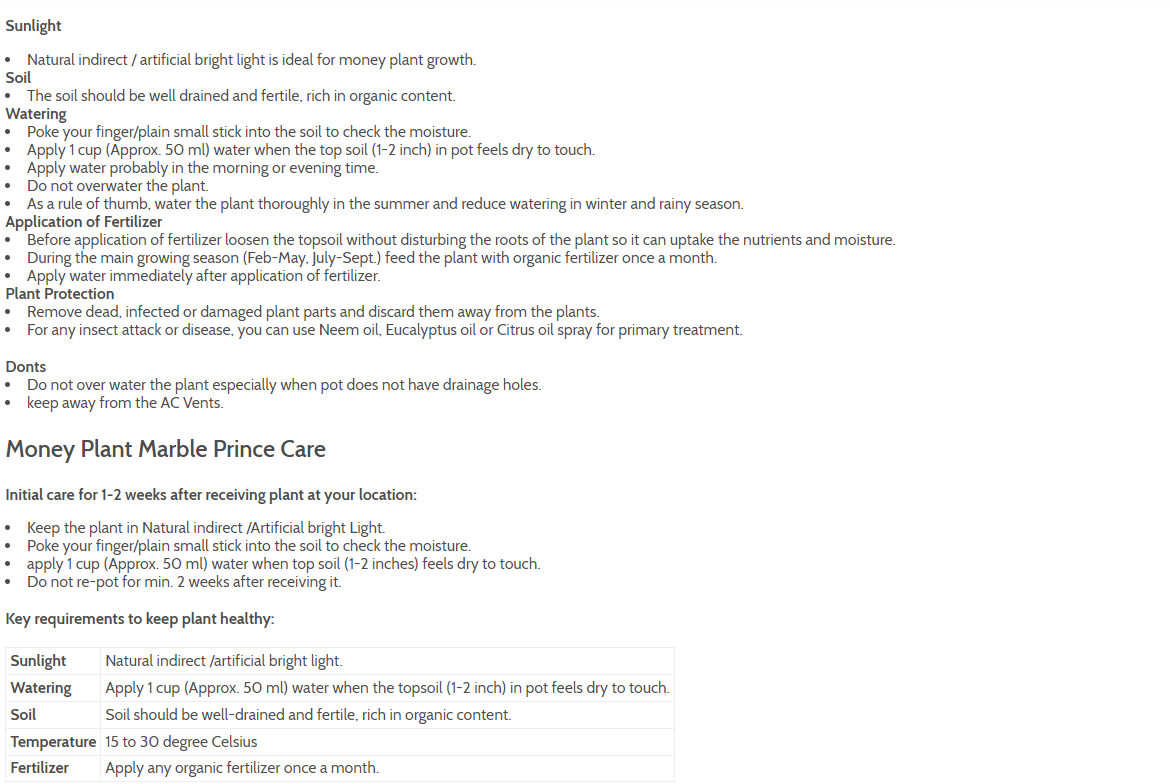 Sunlight
• Natural indirect / artificial bright light is ideal for money plant growth.
Soil
• The soil should be well drained and fertile, rich in organic content.
Watering
• Poke your finger/plain small stick into the soil to check the moisture.
• Apply 1 cup (Approx. 50 ml) water when the top soil (1-2 inch) in pot feels dry to touch.
• Apply water probably in the morning or evening time.
• Do not overwater the plant.
• As a rule of thumb, water the plant thoroughly in the summer and reduce watering in winter and rainy season.
Application of Fertilizer
• Before application of fertilizer loosen the topsoil without disturbing the roots of the plant so it can uptake the nutrients and moisture.
• During the main growing season (Feb-May, July-Sept.) feed the plant with organic fertilizer once a month.
• Apply water immediately after application of fertilizer.
Plant Protection
• Remove dead, infected or damaged plant parts and discard them away from the plants.
• For any insect attack or disease, you can use Neem oil, Eucalyptus oil or Citrus oil spray for primary treatment.
Donts
• Do not over water the plant especially when pot does not have drainage holes.
• keep away from the AC Vents.
Money Plant Marble Prince Care
Initial care for 1-2 weeks after receiving plant at your location:
• Keep the plant in Natural indirect /Artificial bright Light.
• Poke your finger/plain small stick into the soil to check the moisture.
• apply 1 cup (Approx. 50 ml) water when top soil (1-2 inches) feels dry to touch.
• Do not re-pot for min. 2 weeks after receiving it.
Key requirements to keep plant healthy:
Sunlight Natural indirect /artificial bright light.
Watering Apply 1 cup (Approx. 50 ml) water when the topsoil (1-2 inch) in pot feels dry to touch.
Soil Soil should be well-drained and fertile, rich in organic content.
Temperature 15 to 30 degree Celsius
Fertilizer Apply any organic fertilizer once a month.